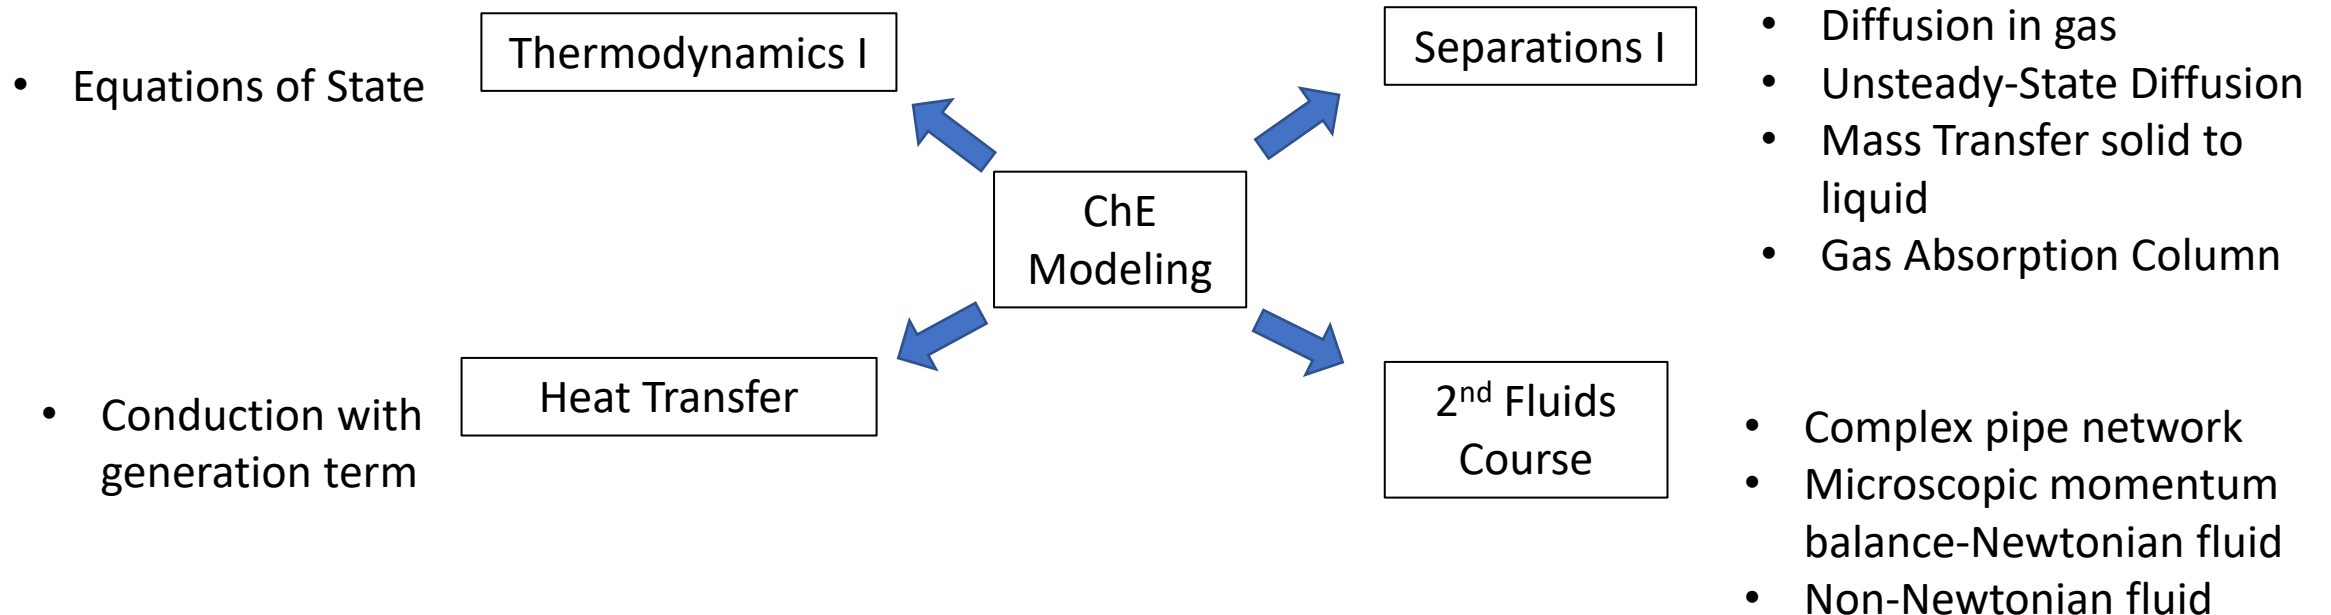 • Equations of State
Thermodynamics I
Separations I
• Diffusion in gas
• Unsteady-State Diffusion
• Mass Transfer solid to
liquid
• Gas Absorption Column
ChE
Modeling
• Conduction with
generation term
Heat Transfer
2nd Fluids
Course
• Complex pipe network
• Microscopic momentum
balance-Newtonian fluid
• Non-Newtonian fluid